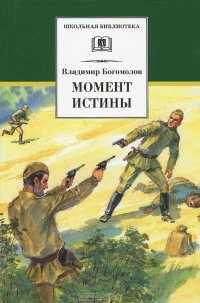 ШКОЛЬНАЯ БИБЛИОТЕКА
Владимир Богомолов
МОМЕНТ
ИСТИНЫ